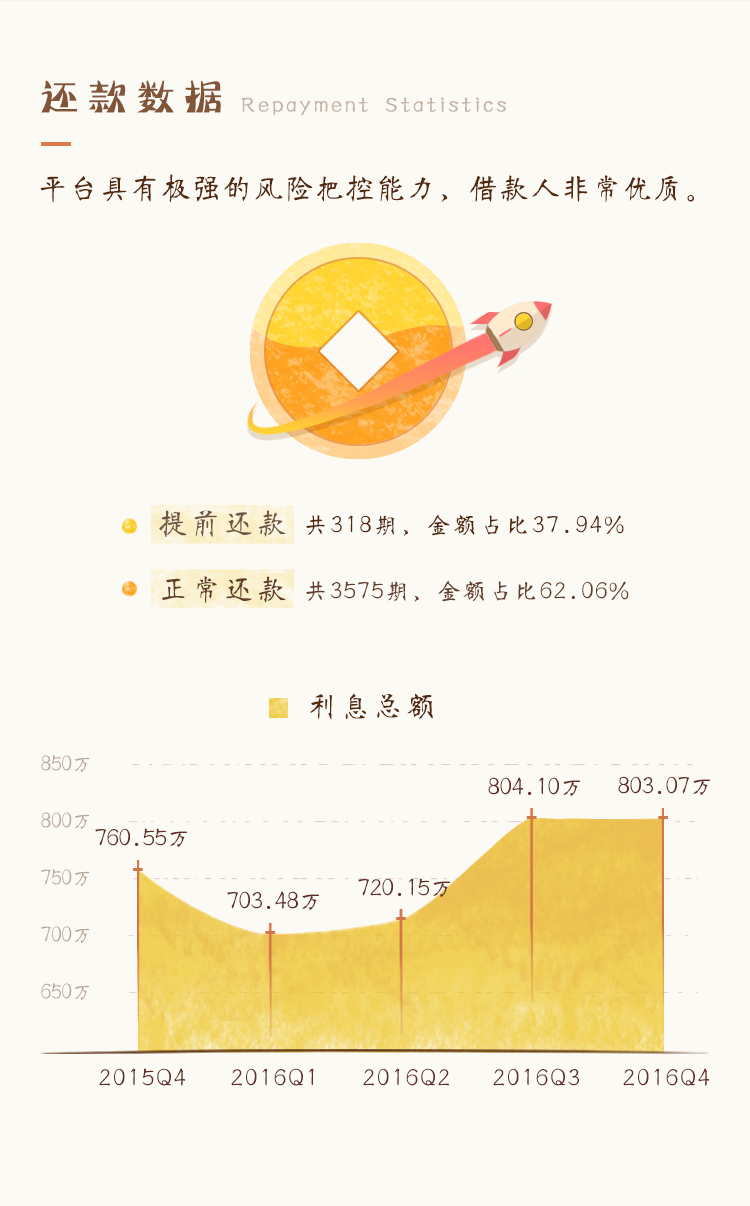 还款数据 Repayment Statistics
平台具有极强的风险把控能力、借款人非常优质。
提前还款 共318期，金额占比37.94%
正常还款 共3575期，金额占比62.06%
利息总额
850万
804.10万 803.07万
800万
760.55万
750万
720.15万
703.48万
700万
650万
2015Q4 2016Q1 2016Q2 2016Q3 2016Q4